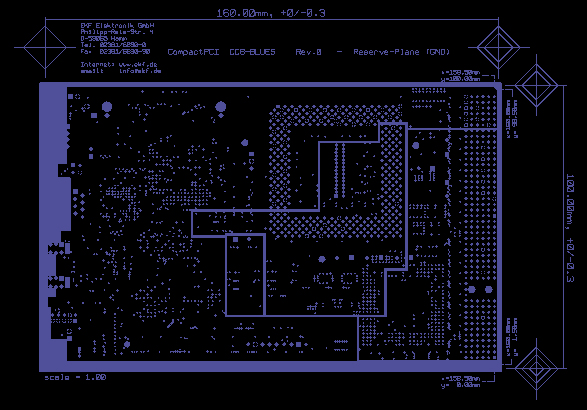 160.00mm, +0/-0.3
EKF Elektronik GmbH
Philipp-Reis-Str. 4
D-59065 Hamm
Tel. 02381/6890-0
Fax. 02381/6890-90
CompactPCI CC8-BLUES Rev.0 - Reserve-Plane (GND)
Internet: www.ekf.de
email: info@ekf.de
x=158.50mm
y=100.00mm
100.00mm, +0/-0.3
scale = 1.00
x=158.50mm
y= 0.00mm